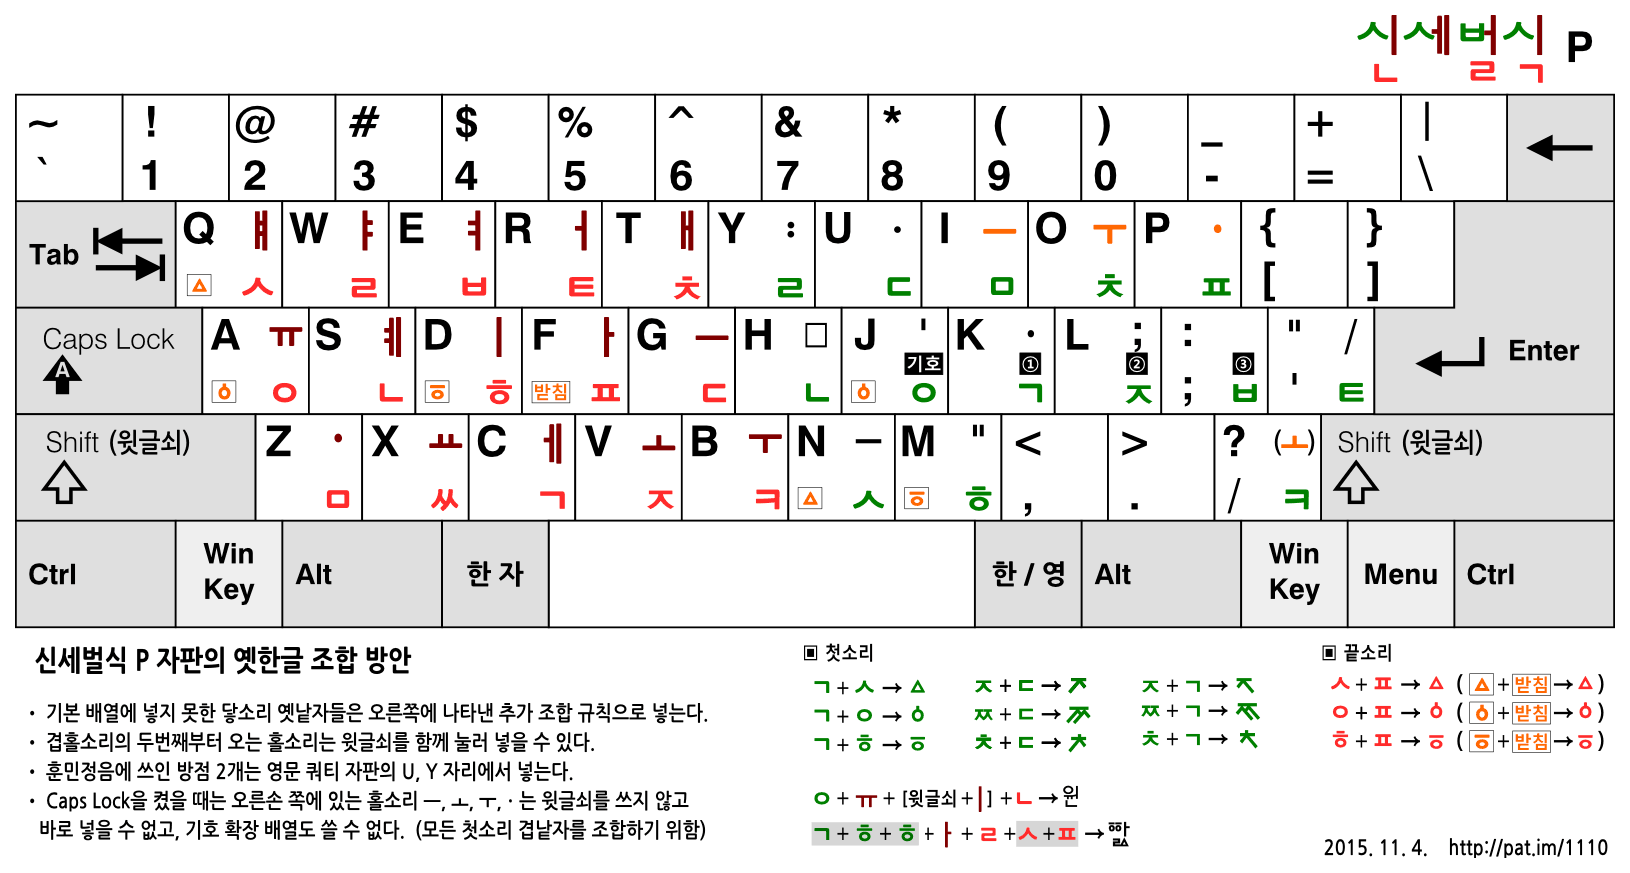 신세벌식 P
~ ! @ # $ % ^ & * ( ) _ + |
` 1 2 3 4 5 6 7 8 9 0 - = \
Tab Q ㅒ W ㅑ E ㅕ R ㅓ T ㅐ Y : U · I ㅡ O ㅜ P · { }
ㅿ ㅅ ㄹ ㅂ ㅌ ㅊ ㄹ ㄷ ㅁ ㅊ ㅍ [ ]
Caps Lock A ㅠ S ㅖ D ㅣ F ㅏ G ㅡ H □ J ' K · L ; : " / Enter
A 기호 ① ② ③
ㆁ ㅇ ㄴ ㆆ ㅎ 받침 ㅍ ㄷ ㄴ ㆁ ㅇ ㄱ ㅈ ; ㅂ ' ㅌ
Shift (윗글쇠) Z · X ㅛ C ㅔ V ㅗ B ㅜ N ㅡ M " < > ? (ㅗ) Shift (윗글쇠)
ㅁ ㅆ ㄱ ㅈ ㅋ ㅿ ㅅ ㆆ ㅎ , . / ㅋ
Ctrl Win Key Alt 한 자 한 / 영 Alt Win Key Menu Ctrl
신세벌식 P 자판의 옛한글 조합 방안
· 기본 배열에 넣지 못한 닿소리 옛낱자들은 오른쪽에 나타낸 추가 조합 규칙으로 넣는다.
· 겹홀소리의 두번째부터 오는 홀소리는 윗글쇠를 함께 눌러 넣을 수 있다.
· 훈민정음에 쓰인 방점 2개는 영문 쿼티 자판의 U, Y 자리에서 넣는다.
· Caps Lock을 켰을 때는 오른손 쪽에 있는 홀소리 ㅡ, ㅗ, ㅜ, · 는 윗글쇠를 쓰지 않고
바로 넣을 수 없고, 기호 확장 배열도 쓸 수 없다. (모든 첫소리 겹낱자를 조합하기 위함)
▣ 첫소리
ㄱ + ㅅ → ㅿ ㅈ + ㄷ → ᅐ ㅈ + ㄱ → ᅎ
ㄱ + ㅇ → ㆁ ㅉ + ㄷ → ᅑ ㅉ + ㄱ → ᅏ
ㄱ + ㅎ → ㆆ ㅊ + ㄷ → ᅕ ㅊ + ㄱ → ᅔ
ㅇ + ㅠ + [윗글쇠 + ㅣ] + ㄴ → ᄋᆔᆫ
ㄱ + ㅎ + ㅎ + ㅏ + ㄹ + ㅅ + ㅍ →
▣ 끝소리
ㅅ + ㅍ → ㅿ ( ㅿ + 받침 → ㅿ )
ㅇ + ㅍ → ㆁ ( ㆁ + 받침 → ㆁ )
ㅎ + ㅍ → ㆆ ( ㆆ + 받침 → ㆆ )
2015. 11. 4. http://pat.im/1110